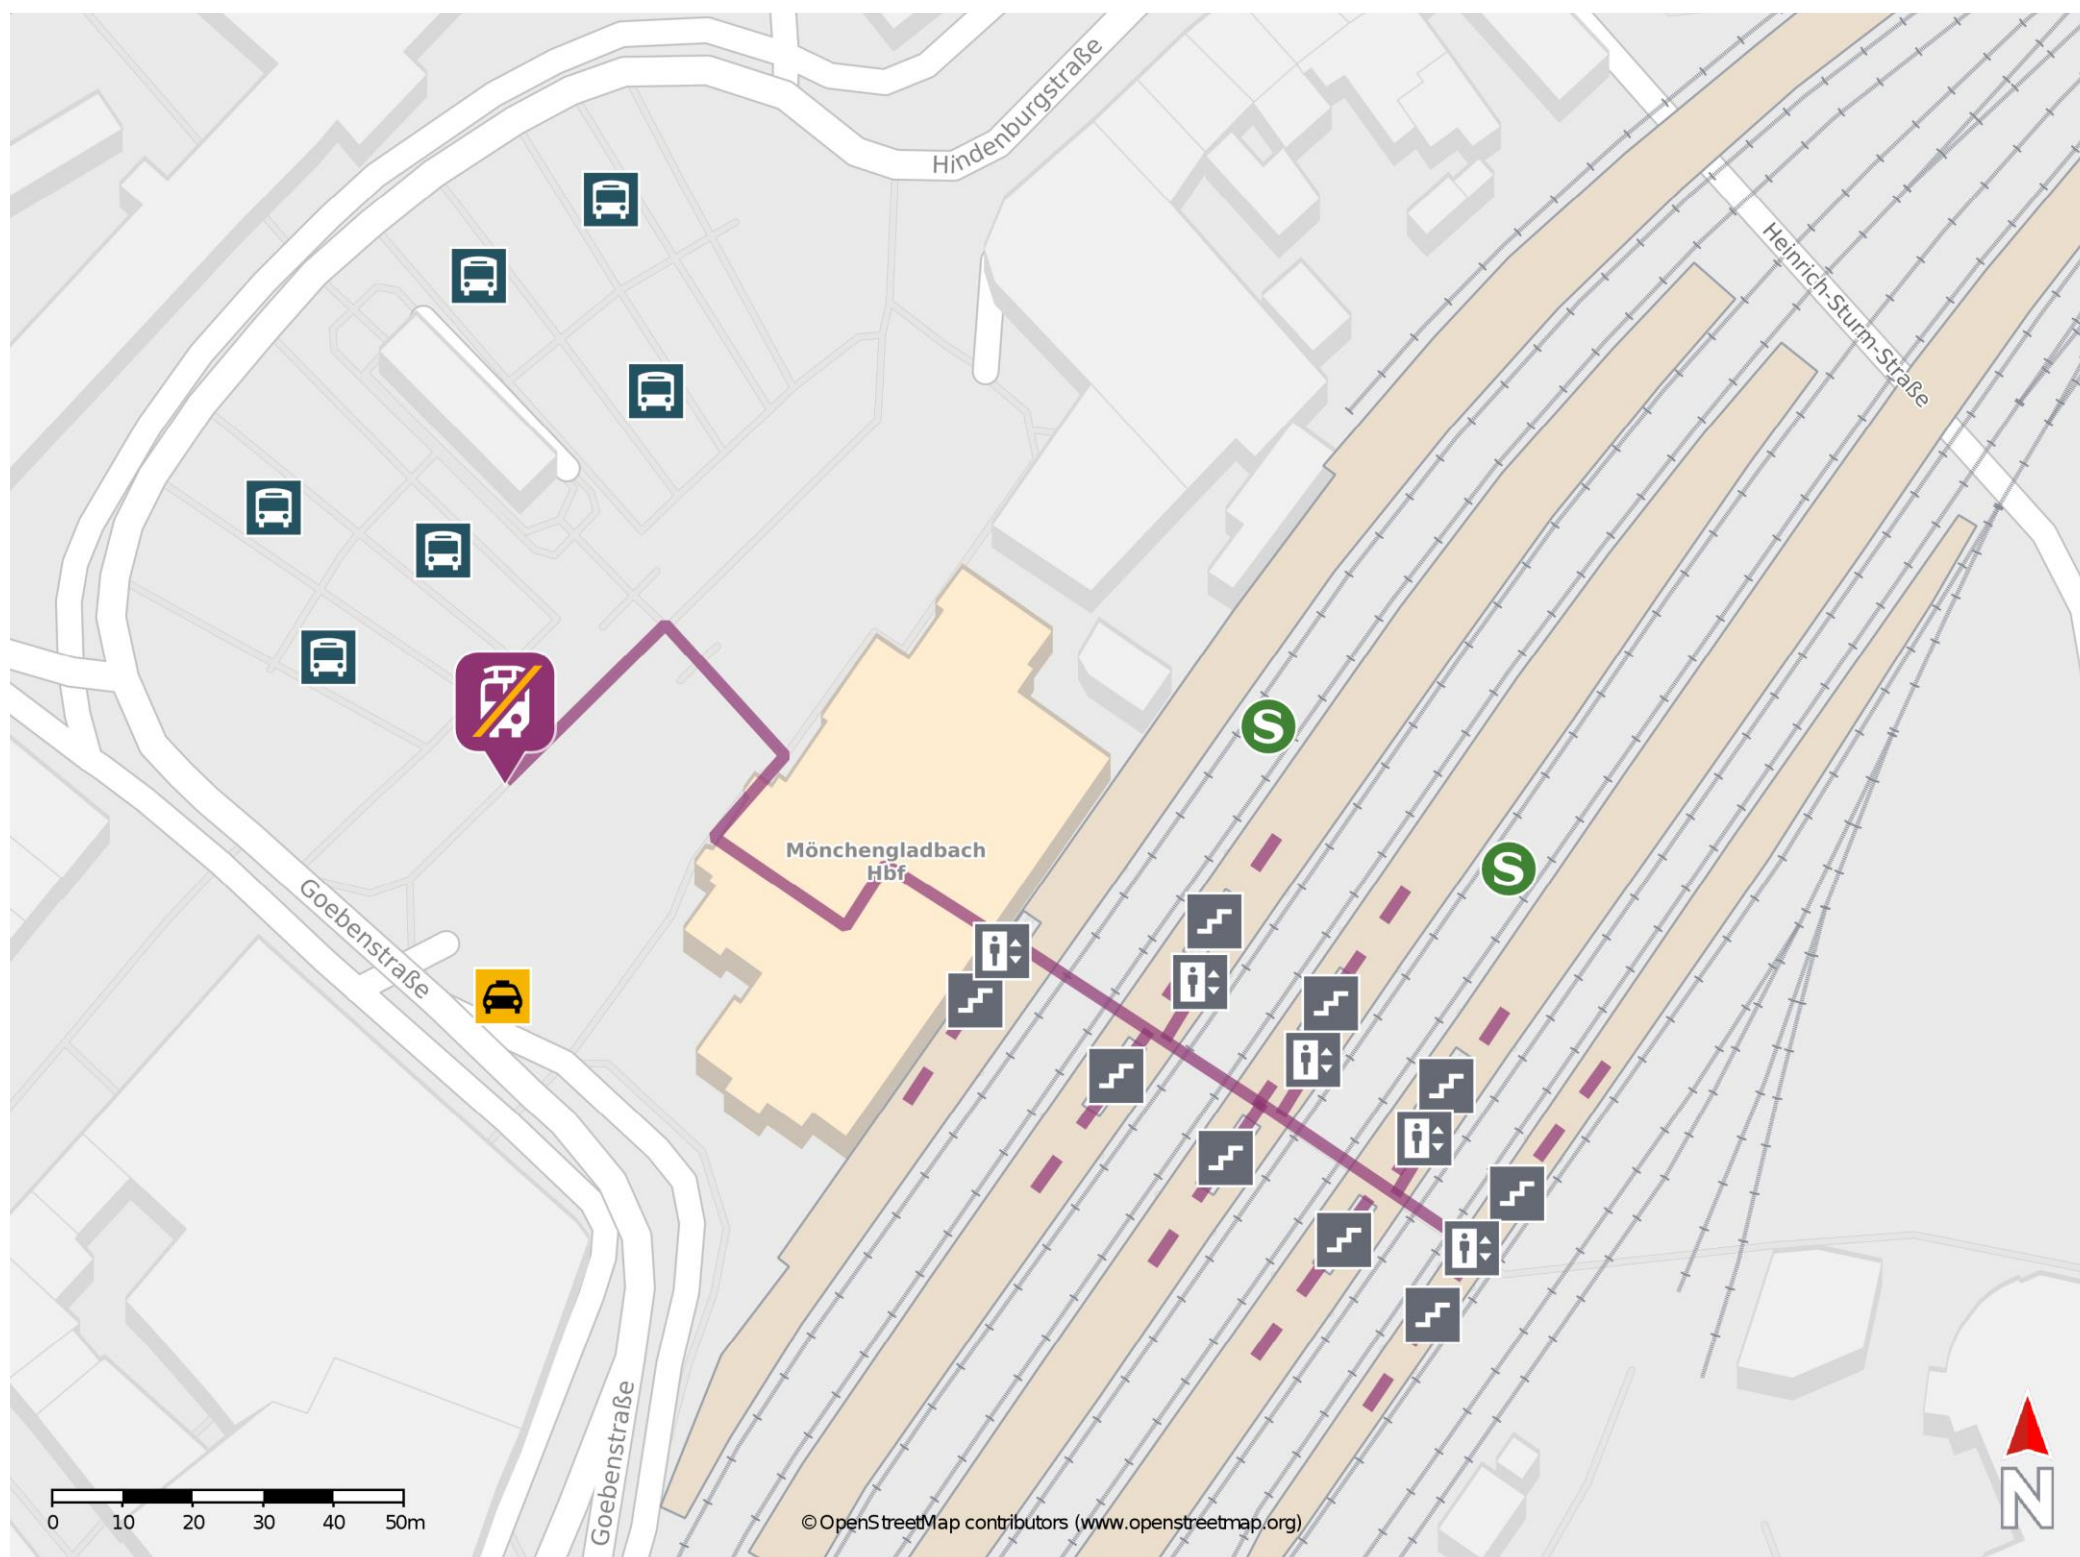 Hindenburgstraße
Heinrich-Sturm-Straße
S
Mönchengladbach
Hbf
S
Goebenstraße
Goebenstraße
0 10 20 30 40 50m
© OpenStreetMap contributors (www.openstreetmap.org)
N